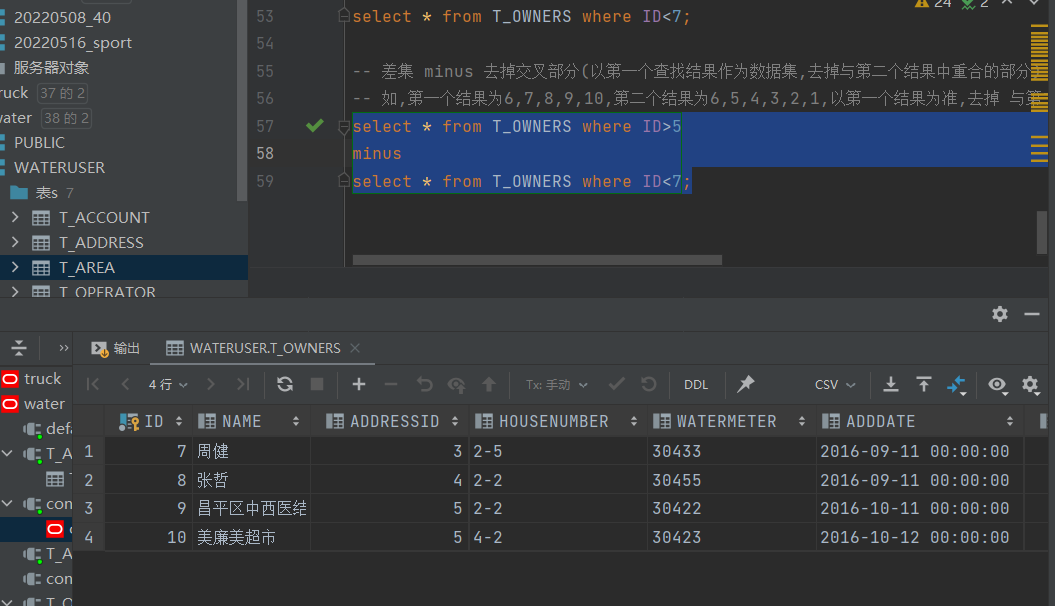 20220508_40
20220516_sport
服务器对象
ruck 37 的 2
vater 38 的 2
PUBLIC
WATERUSER
表s 7
T_ACCOUNT
T_ADDRESS
T_AREA
T_OPERATOR
24 2
53 select * from T_OWNERS where ID<7;
54
55 -- 差集 minus 去掉交叉部分(以第一个查找结果作为数据集,去掉与第二个结果中重合的部分)
56 -- 如,第一个结果为6,7,8,9,10,第二个结果为6,5,4,3,2,1,以第一个结果为准,去掉 与第
57 select * from T_OWNERS where ID>5
58 minus
59 select * from T_OWNERS where ID<7;
输出 WATERUSER.T_OWNERS
4 行 Tx: 手动 DDL CSV
truck
water
defa
T_A
T
con
c
T_A
con
T_O
ID NAME ADDRESSID HOUSENUMBER WATERMETER ADDDATE
1 7 周健 3 2-5 30433 2016-09-11 00:00:00
2 8 张哲 4 2-2 30455 2016-09-11 00:00:00
3 9 昌平区中西医结 5 2-2 30422 2016-10-11 00:00:00
4 10 美廉美超市 5 4-2 30423 2016-10-12 00:00:00